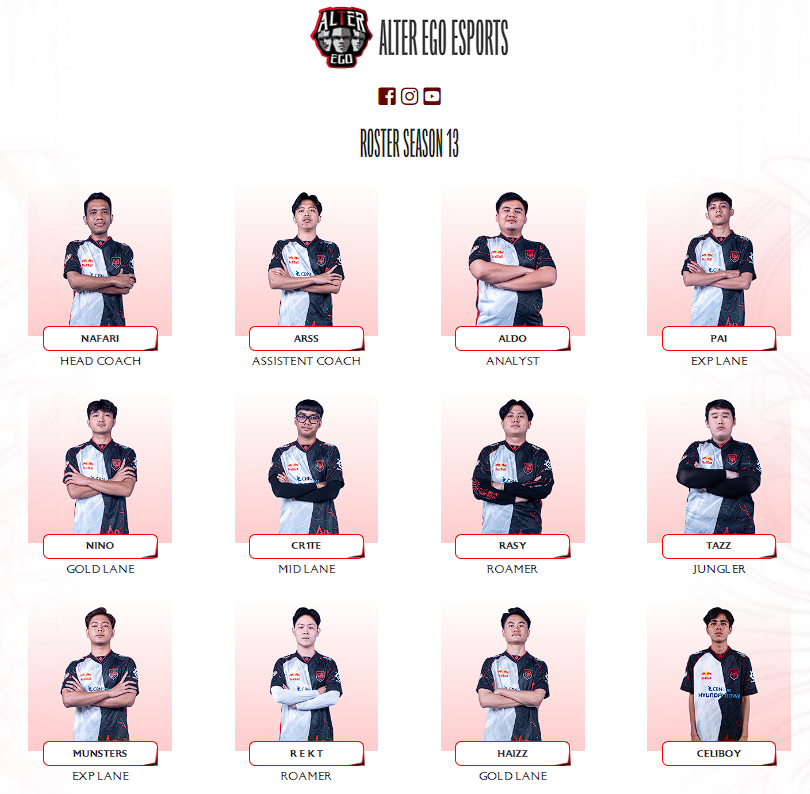 ALTER
EGO
ALTER EGO ESPORTS
ROSTER SEASON 13
NAFARI
HEAD COACH
ARSS
ASSISTENT COACH
ALDO
ANALYST
PAI
EXP LANE
NINO
GOLD LANE
CR1TE
MID LANE
RASY
ROAMER
TAZZ
JUNGLER
MUNSTERS
EXP LANE
R E K T
ROAMER
HAIZZ
GOLD LANE
CELIBOY